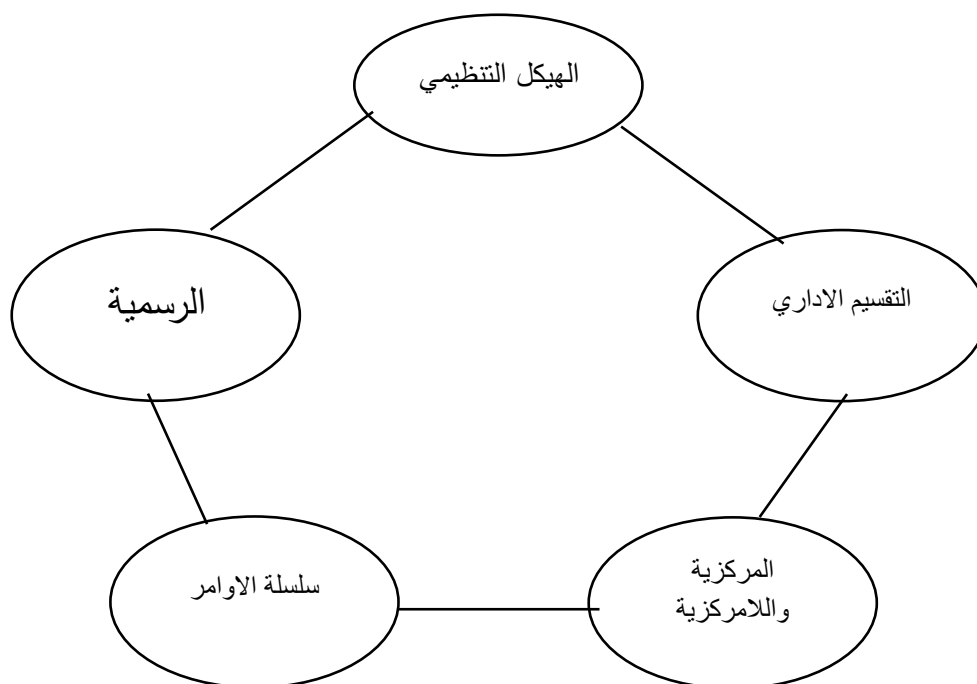 الهيكل التنظيمي
الرسمية
التقسيم الاداري
سلسلة الاوامر
المركزية
واللامركزية